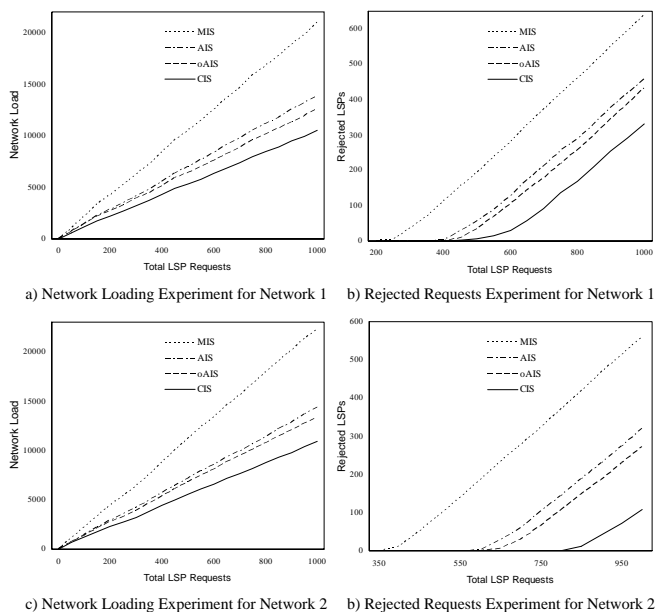 20000
15000
10000
5000
0
Network Load
MIS
AIS
oAIS
CIS
0 200 400 600 800 1000
Total LSP Requests
a) Network Loading Experiment for Network 1
600
500
400
300
200
100
0
Rejected LSPs
MIS
AIS
oAIS
CIS
200 400 600 800 1000
Total LSP Requests
b) Rejected Requests Experiment for Network 1
20000
15000
10000
5000
0
Network Load
MIS
AIS
oAIS
CIS
0 200 400 600 800 1000
Total LSP Requests
c) Network Loading Experiment for Network 2
600
500
400
300
200
100
0
Rejected LSPs
MIS
AIS
oAIS
CIS
350 550 750 950
Total LSP Requests
b) Rejected Requests Experiment for Network 2